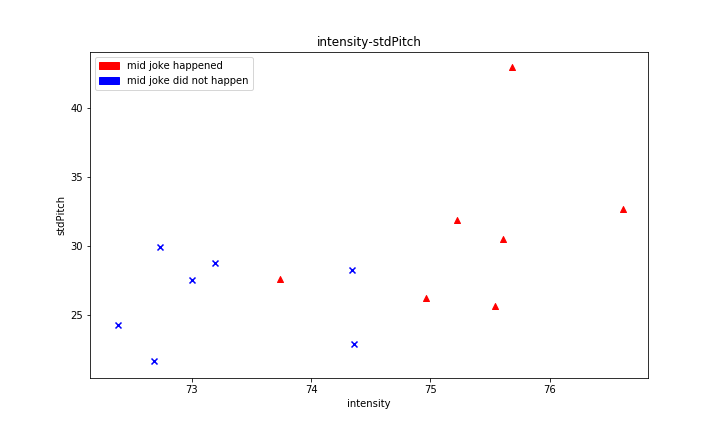 intensity-stdPitch
mid joke happened
mid joke did not happen
stdPitch
40
35
30
25
73
74
75
76
intensity